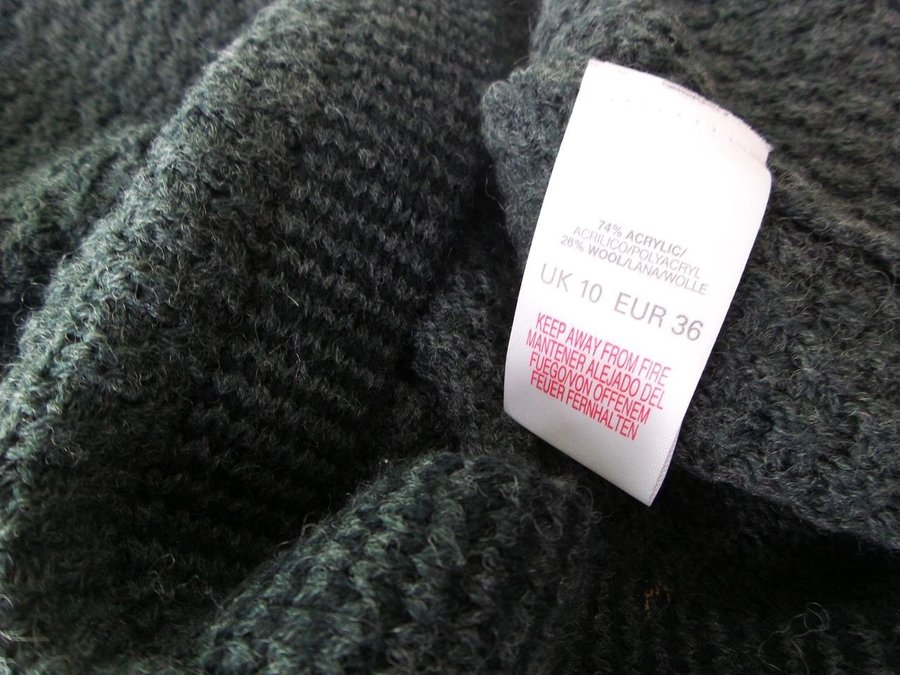 74% ACRYLIC/
ACRILICO/POLYACRYL
26% WOOL/LANA/WOLLE
UK 10 EUR 36
KEEP AWAY FROM FIRE
MANTENER ALEJADO DEL
FUEGO/VON OFFENEM
FEUER FERNHALTEN